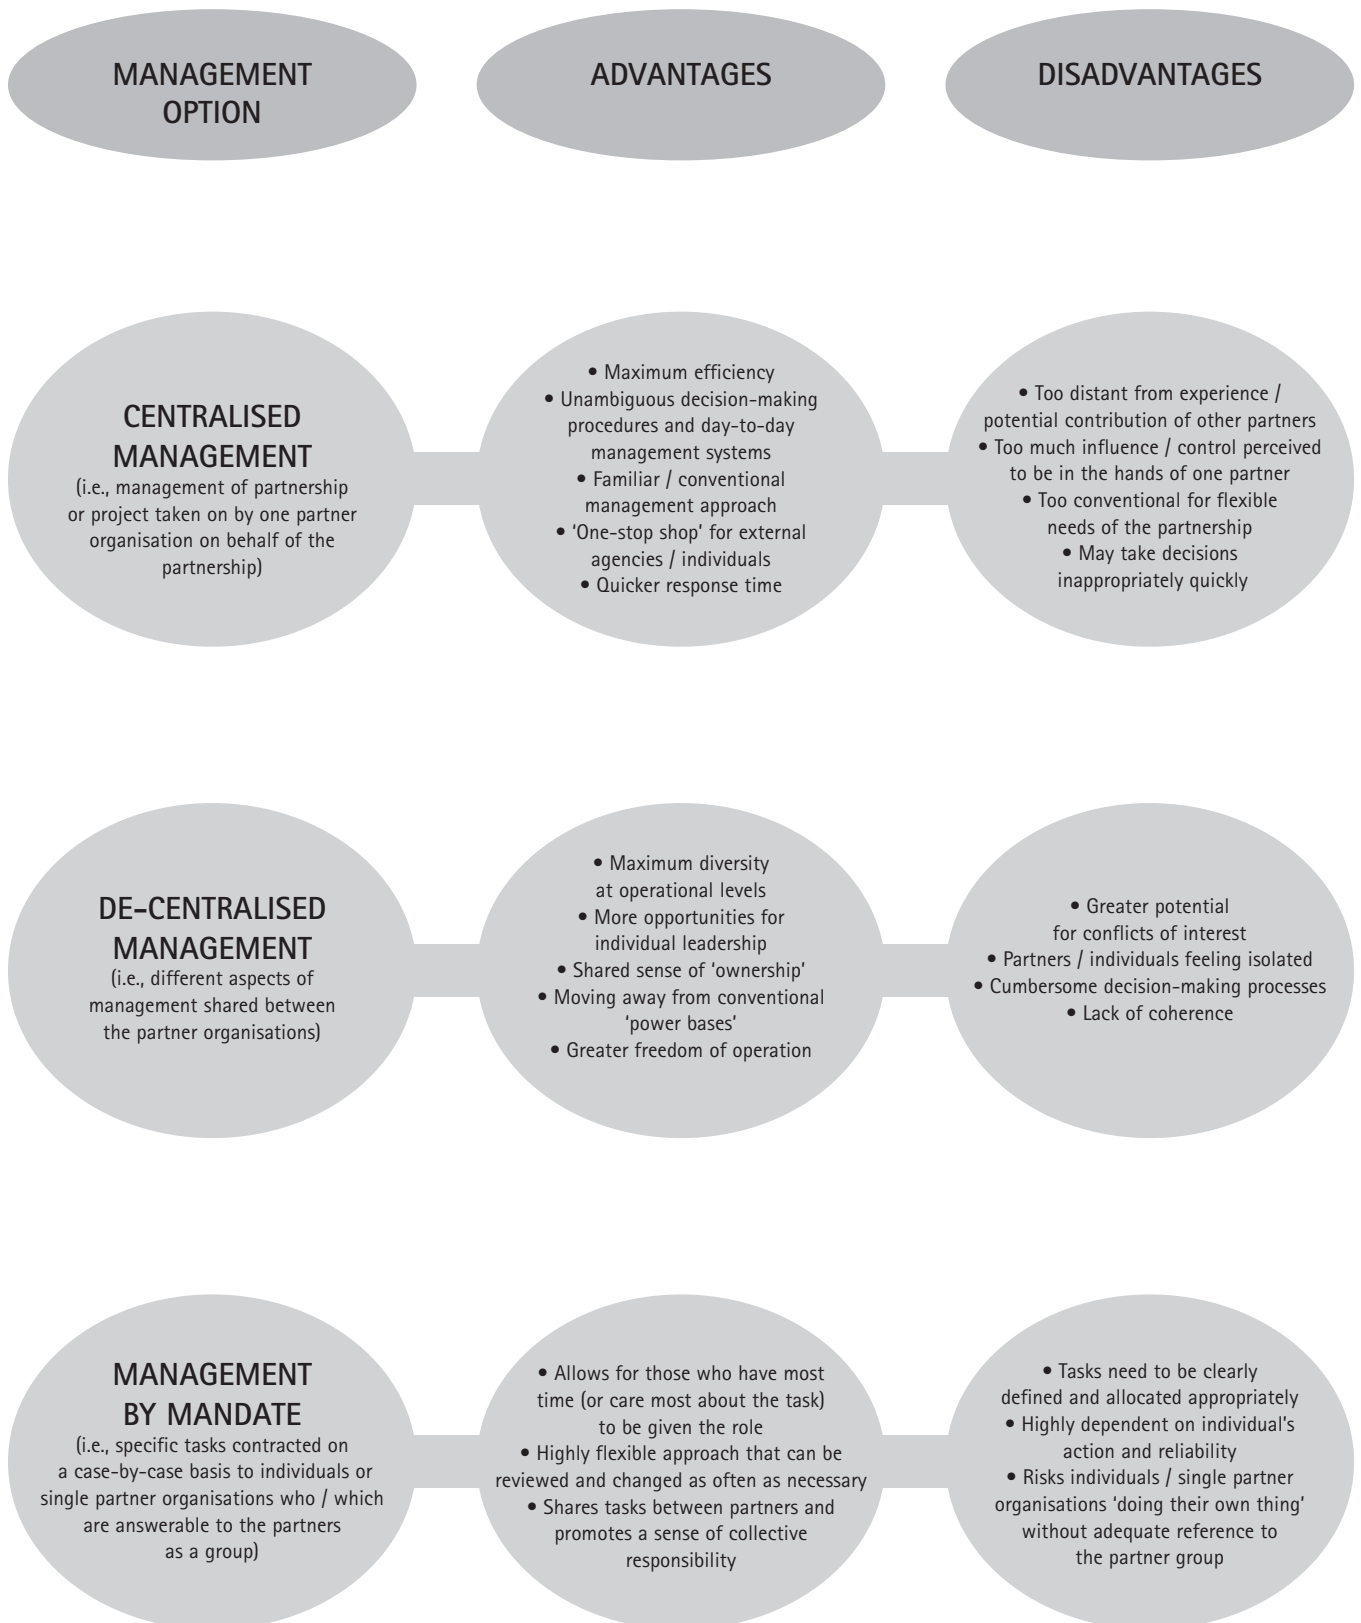 MANAGEMENT
OPTION
ADVANTAGES
DISADVANTAGES
CENTRALISED
MANAGEMENT
(i.e., management of partnership
or project taken on by one partner
organisation on behalf of the
partnership)
• Maximum efficiency
• Unambiguous decision-making
procedures and day-to-day
management systems
• Familiar / conventional
management approach
• ‘One-stop shop’ for external
agencies / individuals
• Quicker response time
• Too distant from experience /
potential contribution of other partners
• Too much influence / control perceived
to be in the hands of one partner
• Too conventional for flexible
needs of the partnership
• May take decisions
inappropriately quickly
DE-CENTRALISED
MANAGEMENT
(i.e., different aspects of
management shared between
the partner organisations)
• Maximum diversity
at operational levels
• More opportunities for
individual leadership
• Shared sense of ‘ownership’
• Moving away from conventional
‘power bases’
• Greater freedom of operation
• Greater potential
for conflicts of interest
• Partners / individuals feeling isolated
• Cumbersome decision-making processes
• Lack of coherence
MANAGEMENT
BY MANDATE
(i.e., specific tasks contracted on
a case-by-case basis to individuals or
single partner organisations who / which
are answerable to the partners
as a group)
• Allows for those who have most
time (or care most about the task)
to be given the role
• Highly flexible approach that can be
reviewed and changed as often as necessary
• Shares tasks between partners and
promotes a sense of collective
responsibility
• Tasks need to be clearly
defined and allocated appropriately
• Highly dependent on individual's
action and reliability
• Risks individuals / single partner
organisations ‘doing their own thing’
without adequate reference to
the partner group